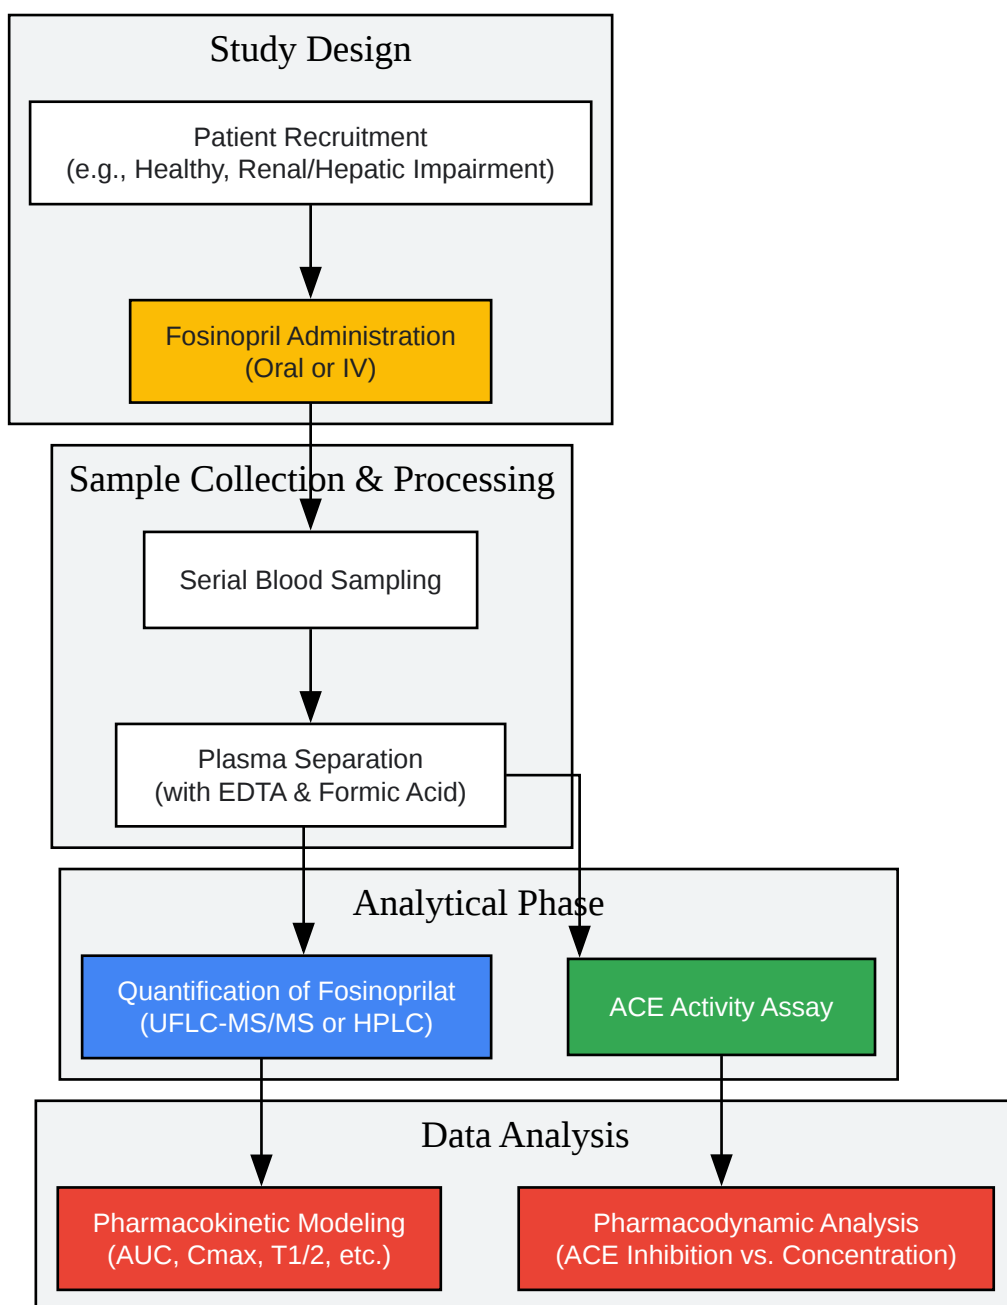 Study Design
Patient Recruitment
(e.g., Healthy, Renal/Hepatic Impairment)
Fosinopril Administration
(Oral or IV)
Sample Collection & Processing
Serial Blood Sampling
Plasma Separation
(with EDTA & Formic Acid)
Analytical Phase
Quantification of Fosinoprilat
(UFLC-MS/MS or HPLC)
ACE Activity Assay
Data Analysis
Pharmacokinetic Modeling
(AUC, Cmax, T1/2, etc.)
Pharmacodynamic Analysis
(ACE Inhibition vs. Concentration)